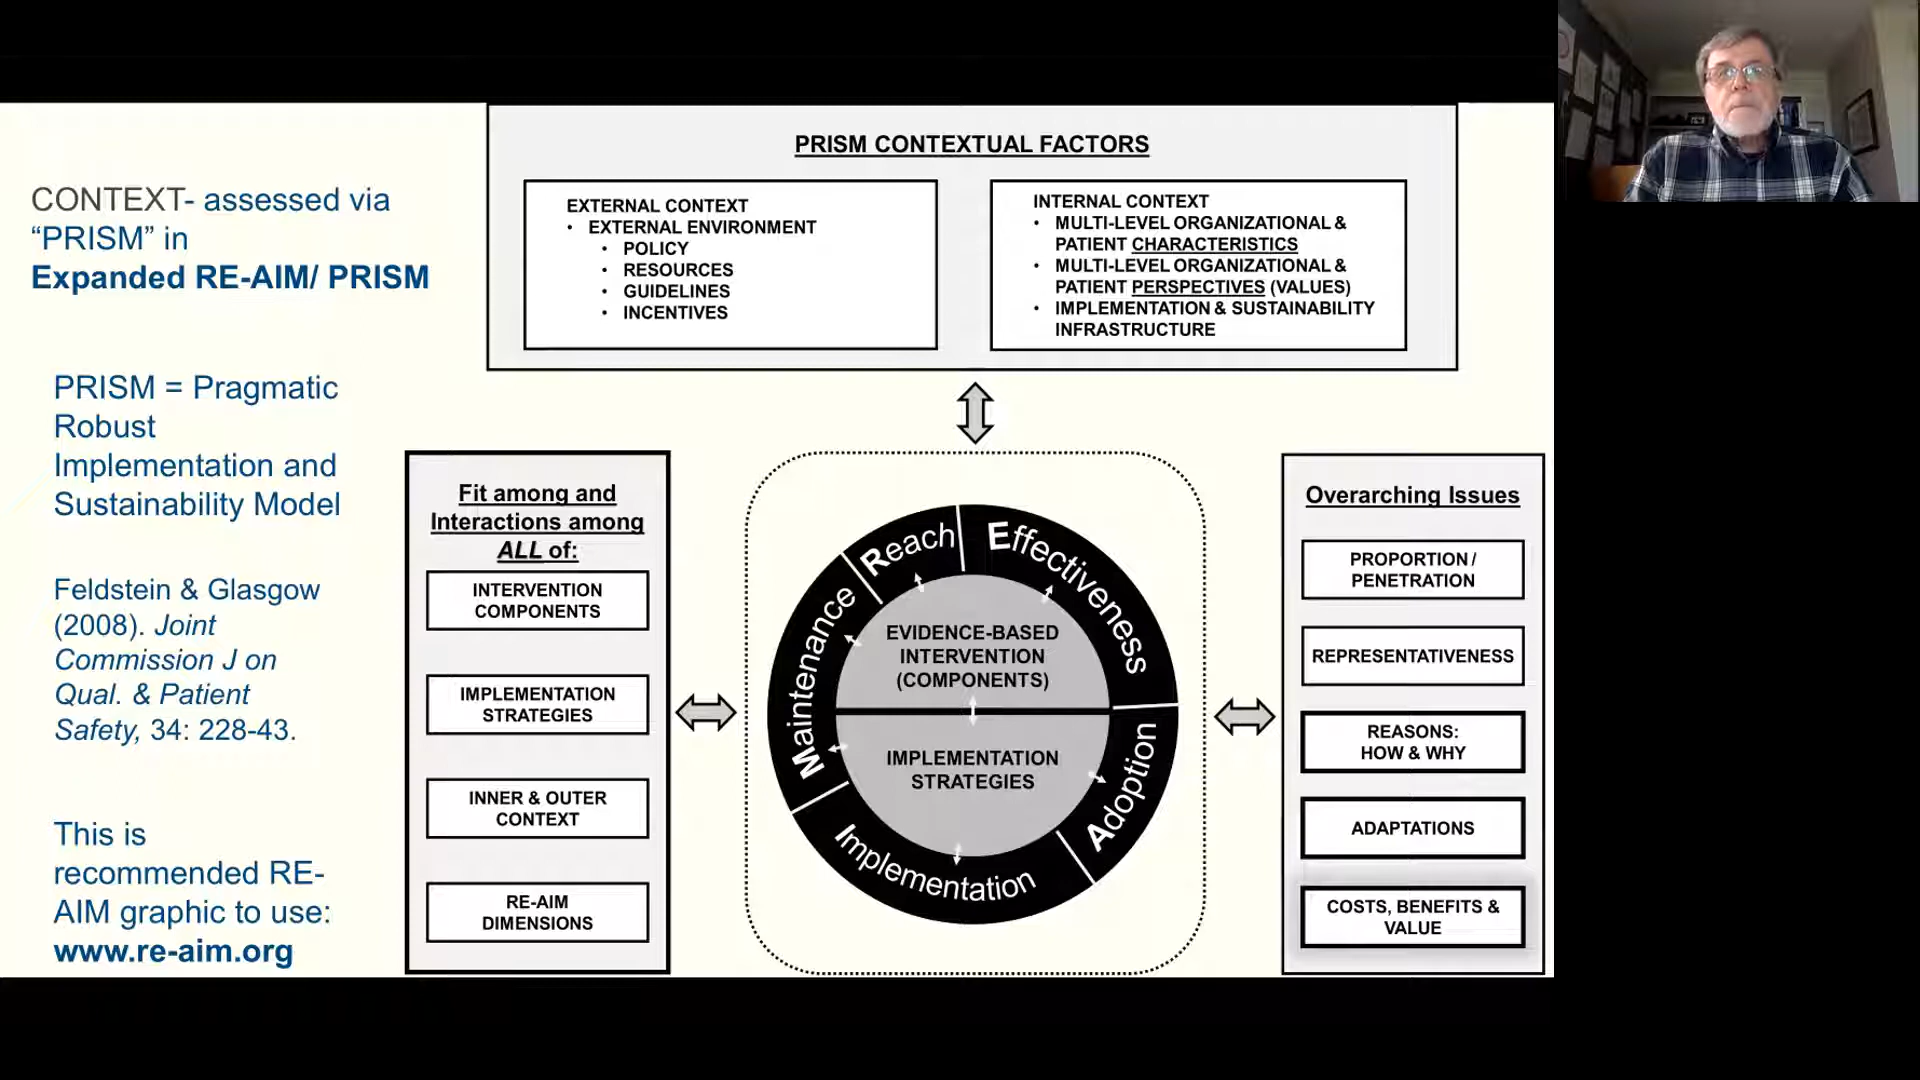 CONTEXT- assessed via
“PRISM” in
Expanded RE-AIM/ PRISM
PRISM = Pragmatic
Robust
Implementation and
Sustainability Model
Feldstein & Glasgow
(2008). Joint
Commission J on
Qual. & Patient
Safety, 34: 228-43.
This is
recommended RE-
AIM graphic to use:
www.re-aim.org
PRISM CONTEXTUAL FACTORS
EXTERNAL CONTEXT
• EXTERNAL ENVIRONMENT
• POLICY
• RESOURCES
• GUIDELINES
• INCENTIVES
INTERNAL CONTEXT
• MULTI-LEVEL ORGANIZATIONAL &
PATIENT CHARACTERISTICS
• MULTI-LEVEL ORGANIZATIONAL &
PATIENT PERSPECTIVES (VALUES)
• IMPLEMENTATION & SUSTAINABILITY
INFRASTRUCTURE
Fit among and
Interactions among
ALL of:
INTERVENTION
COMPONENTS
IMPLEMENTATION
STRATEGIES
INNER & OUTER
CONTEXT
RE-AIM
DIMENSIONS
Reach
Effectiveness
Adoption
Implementation
Maintenance
EVIDENCE-BASED
INTERVENTION
(COMPONENTS)
IMPLEMENTATION
STRATEGIES
Overarching Issues
PROPORTION /
PENETRATION
REPRESENTATIVENESS
REASONS:
HOW & WHY
ADAPTATIONS
COSTS, BENEFITS &
VALUE